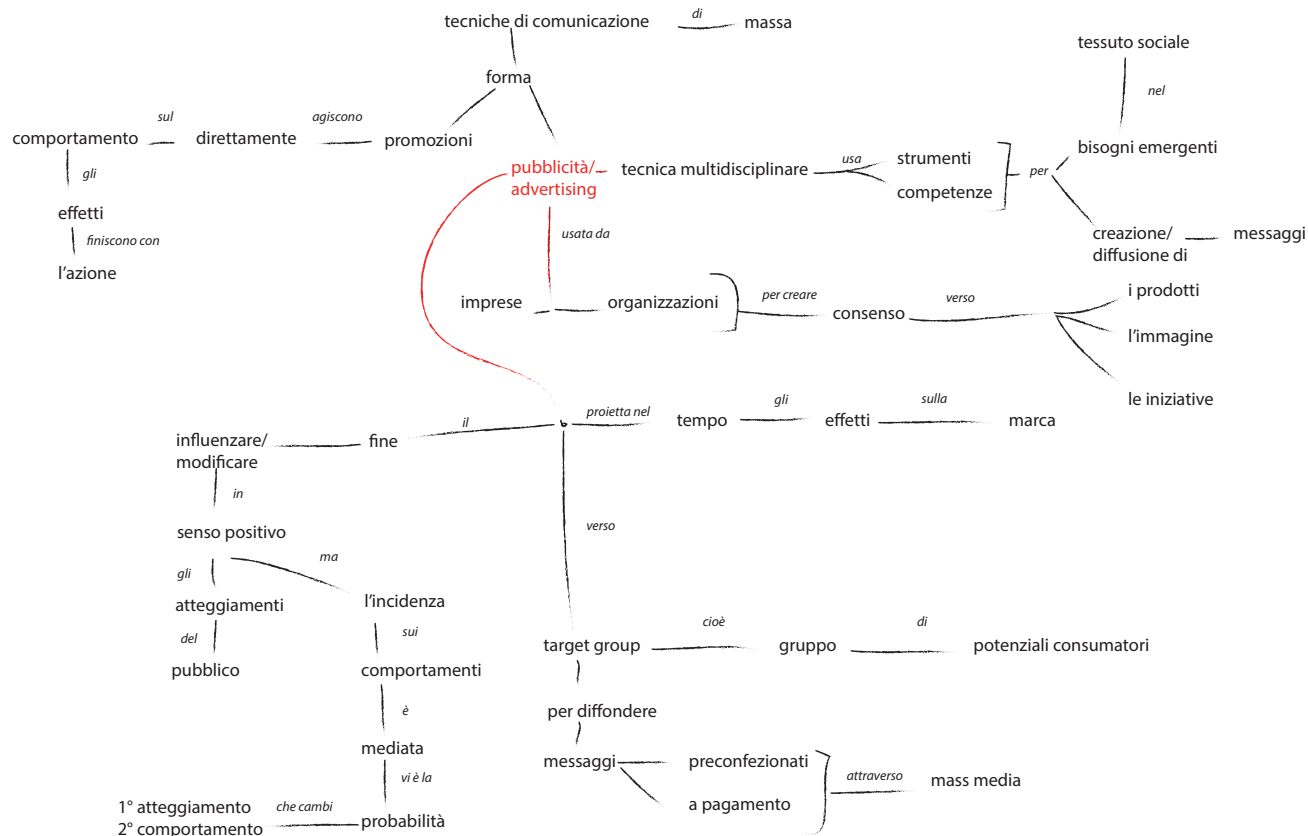 tecniche di comunicazione di massa
forma
tessuto sociale
nel
comportamento sul direttamente agiscono promozioni
pubblicità/
advertising
tecnica multidisciplinare usa strumenti
competenze
per
bisogni emergenti
creazione/
diffusione di
messaggi
gli
effetti
finiscono con
l'azione
usata da
imprese organizzazioni per creare consenso verso
i prodotti
l'immagine
le iniziative
proietta nel tempo gli effetti sulla marca
il
fine
influenzare/
modificare
in
senso positivo
gli
atteggiamenti
del
pubblico
ma
l'incidenza
sui
comportamenti
è
mediata
vi è la
probabilità
che cambi
1° atteggiamento
2° comportamento
verso
target group cioè gruppo di potenziali consumatori
per diffondere
messaggi
preconfezionati
a pagamento
attraverso
mass media